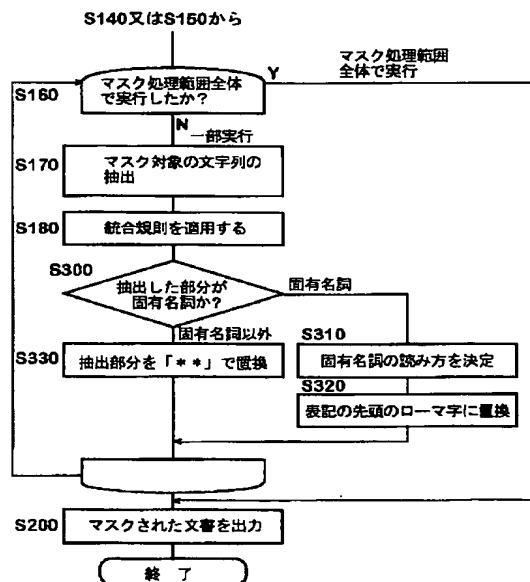 S140又はS150から
S160
マスク処理範囲全体
で実行したか?
Y
マスク処理範囲
全体で実行
N
一部実行
S170
マスク対象の文字列の
抽出
S180
統合規則を適用する
S300
抽出した部分が
固有名詞か?
固有名詞
固有名詞以外
S330
抽出部分を「**」で置換
S310
固有名詞の読み方を決定
S320
表記の先頭のローマ字に置換
S200
マスクされた文書を出力
終 了